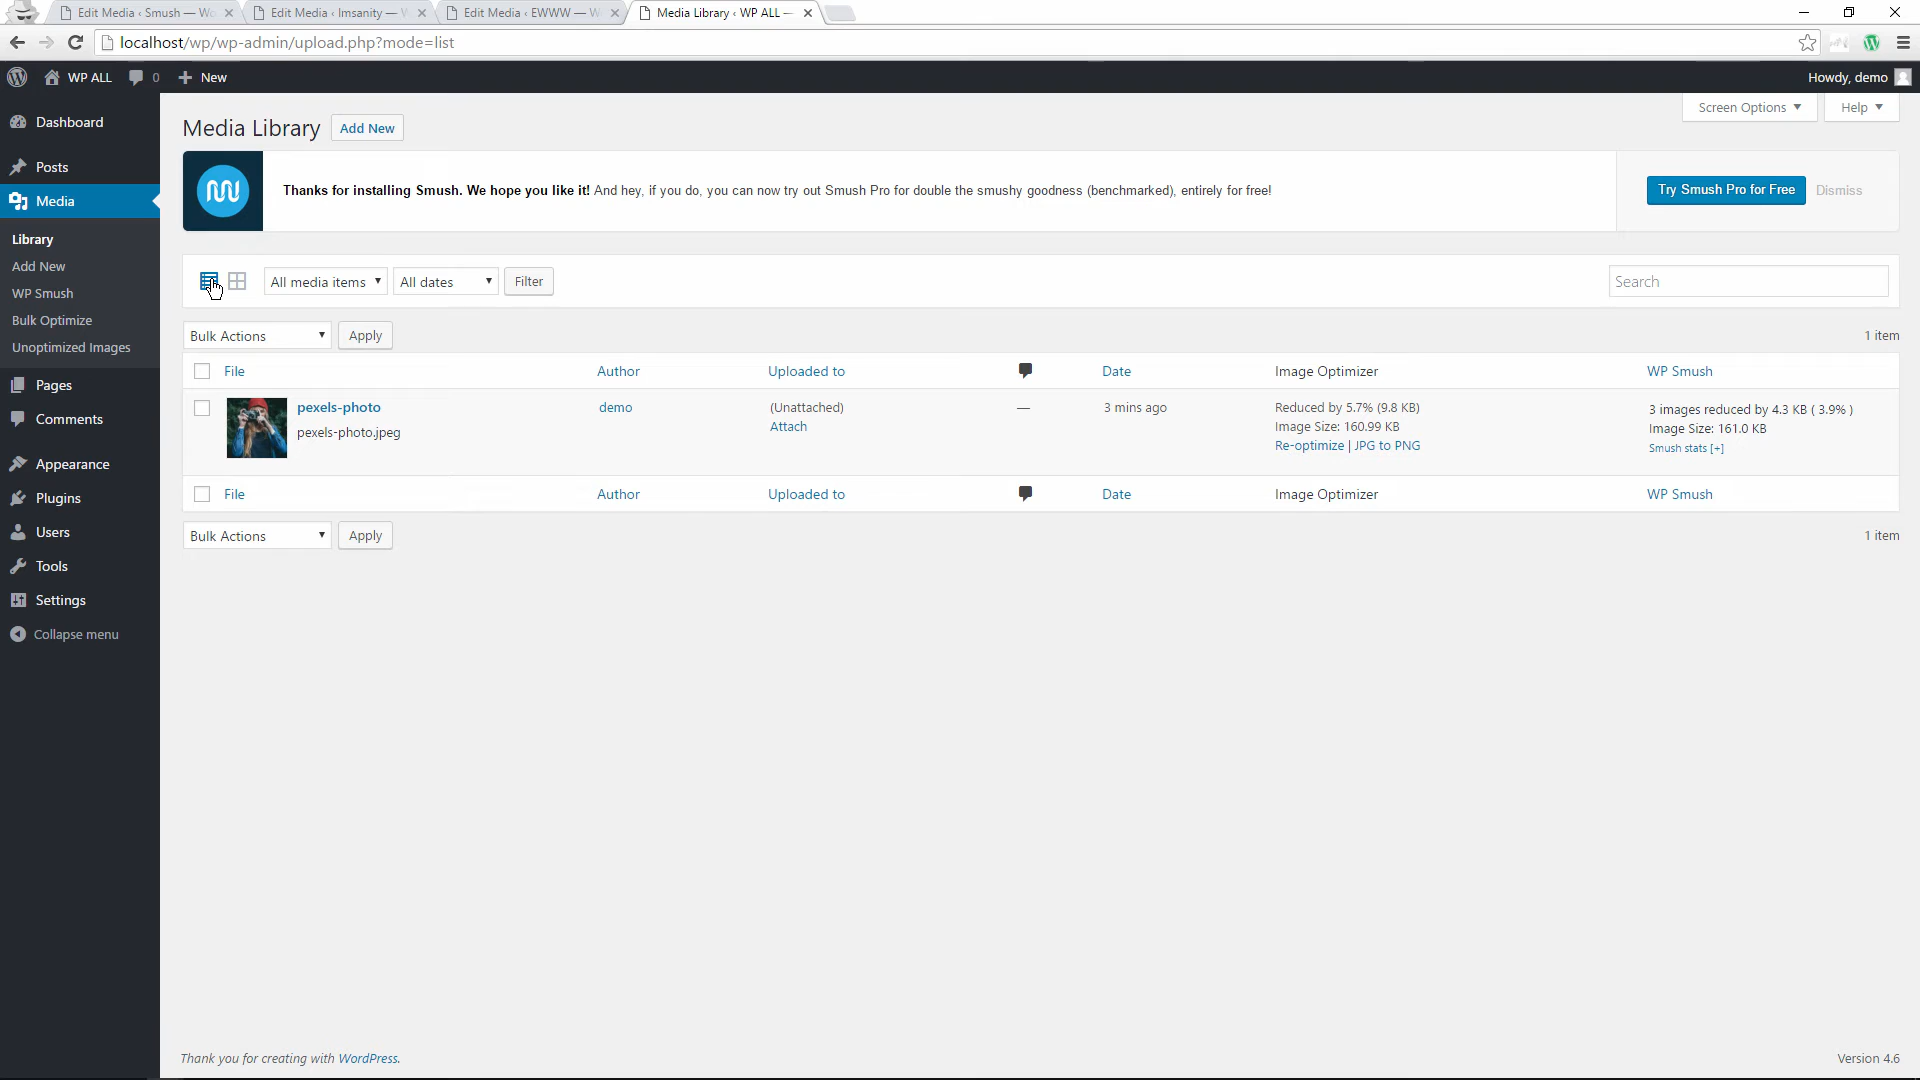 Edit Media ‹ Smush — Wo
Edit Media ‹ Imsanity — W
Edit Media ‹ EWWW — W
Media Library ‹ WP ALL —
localhost/wp/wp-admin/upload.php?mode=list
WP ALL
0
New
Howdy, demo
Dashboard
Posts
Media
Library
Add New
WP Smush
Bulk Optimize
Unoptimized Images
Pages
Comments
Appearance
Plugins
Users
Tools
Settings
Collapse menu
Screen Options
Help
Media Library
Add New
Thanks for installing Smush. We hope you like it! And hey, if you do, you can now try out Smush Pro for double the smushy goodness (benchmarked), entirely for free!
Try Smush Pro for Free
Dismiss
All media items
All dates
Filter
Search
Bulk Actions
Apply
1 item
File
Author
Uploaded to
Date
Image Optimizer
WP Smush
pexels-photo
pexels-photo.jpeg
demo
(Unattached)
Attach
—
3 mins ago
Reduced by 5.7% (9.8 KB)
Image Size: 160.99 KB
Re-optimize | JPG to PNG
3 images reduced by 4.3 KB ( 3.9% )
Image Size: 161.0 KB
Smush stats [+]
File
Author
Uploaded to
Date
Image Optimizer
WP Smush
Bulk Actions
Apply
1 item
Thank you for creating with WordPress.
Version 4.6